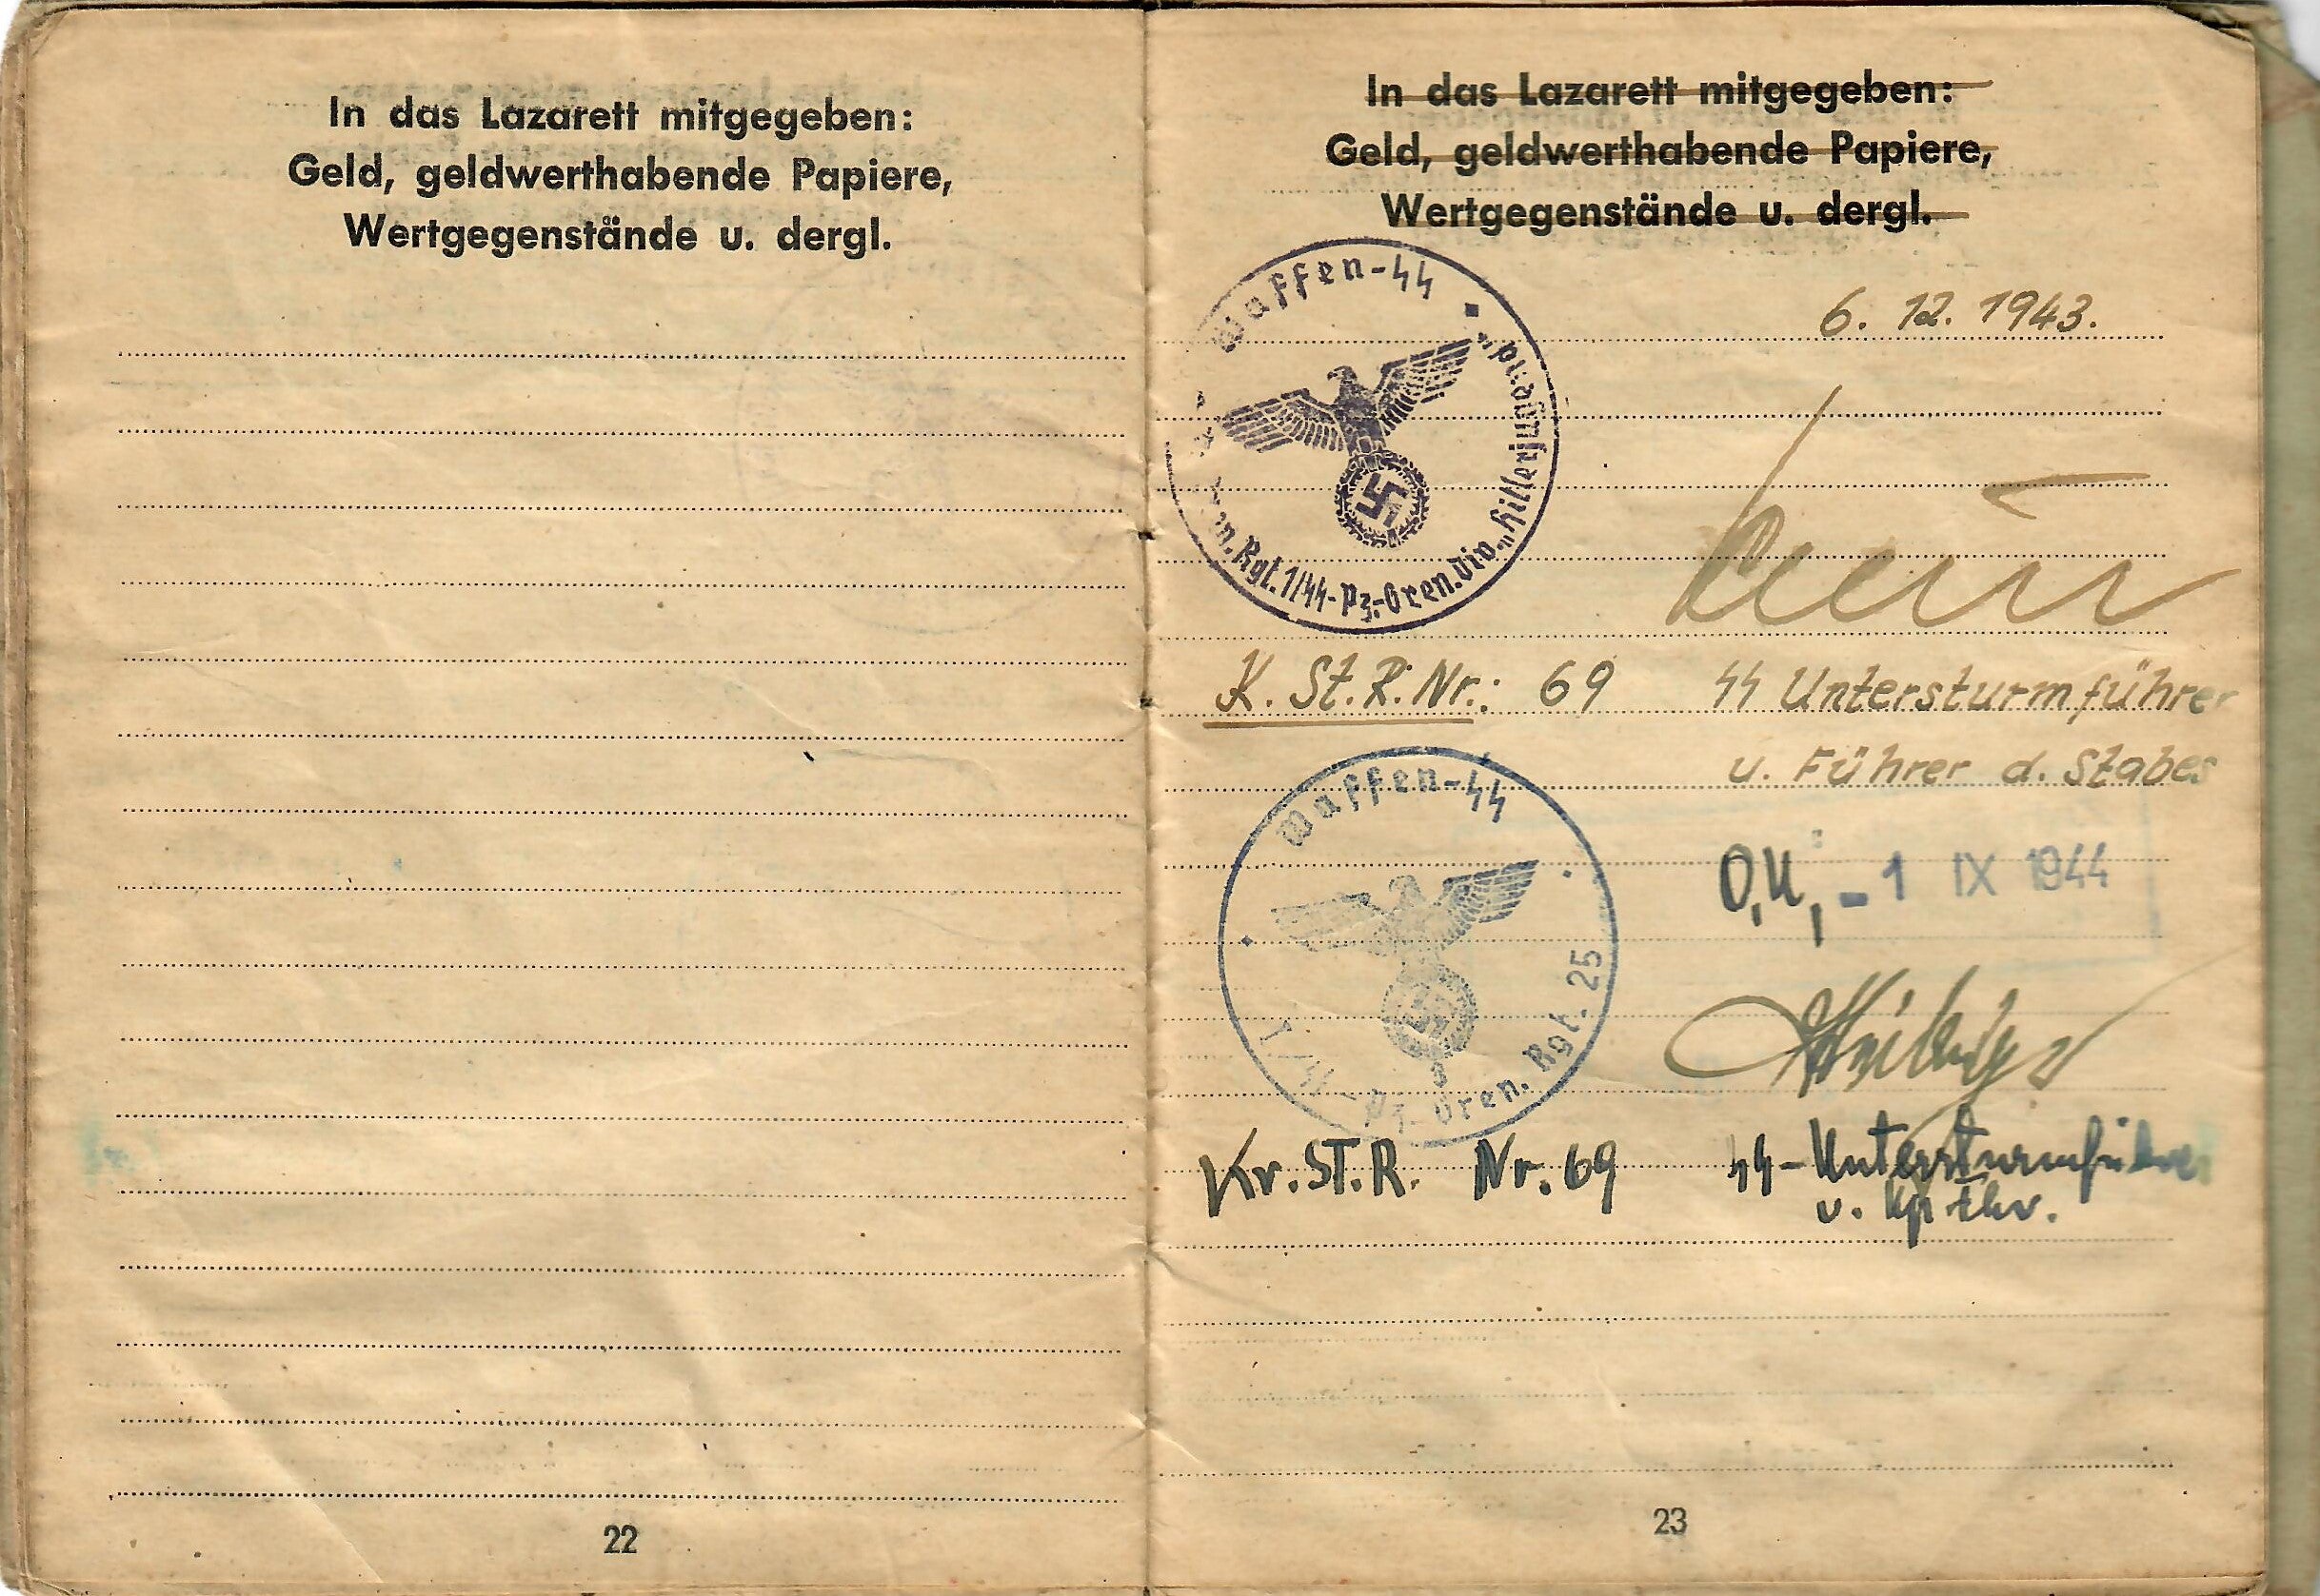 In das Lazarett mitgegeben:
Geld, geldwerthabende Papiere,
Wertgegenstände u. dergl.
22
In das Lazarett mitgegeben:
Geld, geldwerthabende Papiere,
Wertgegenstände u. dergl.
Waffen-SS
Rgt. 1/SS-Pz.-Gren.Div. „Hitlerjugend"
6. 12. 1943.
K. St. R. Nr.: 69 SS Untersturmführer
u. Führer d. Stabes
Waffen-SS
I/SS-Pz.-Gren. Rgt. 25
3
O.U., - 1 IX 1944
Kr. ST. R. Nr. 69 SS-Untersturmführer
23